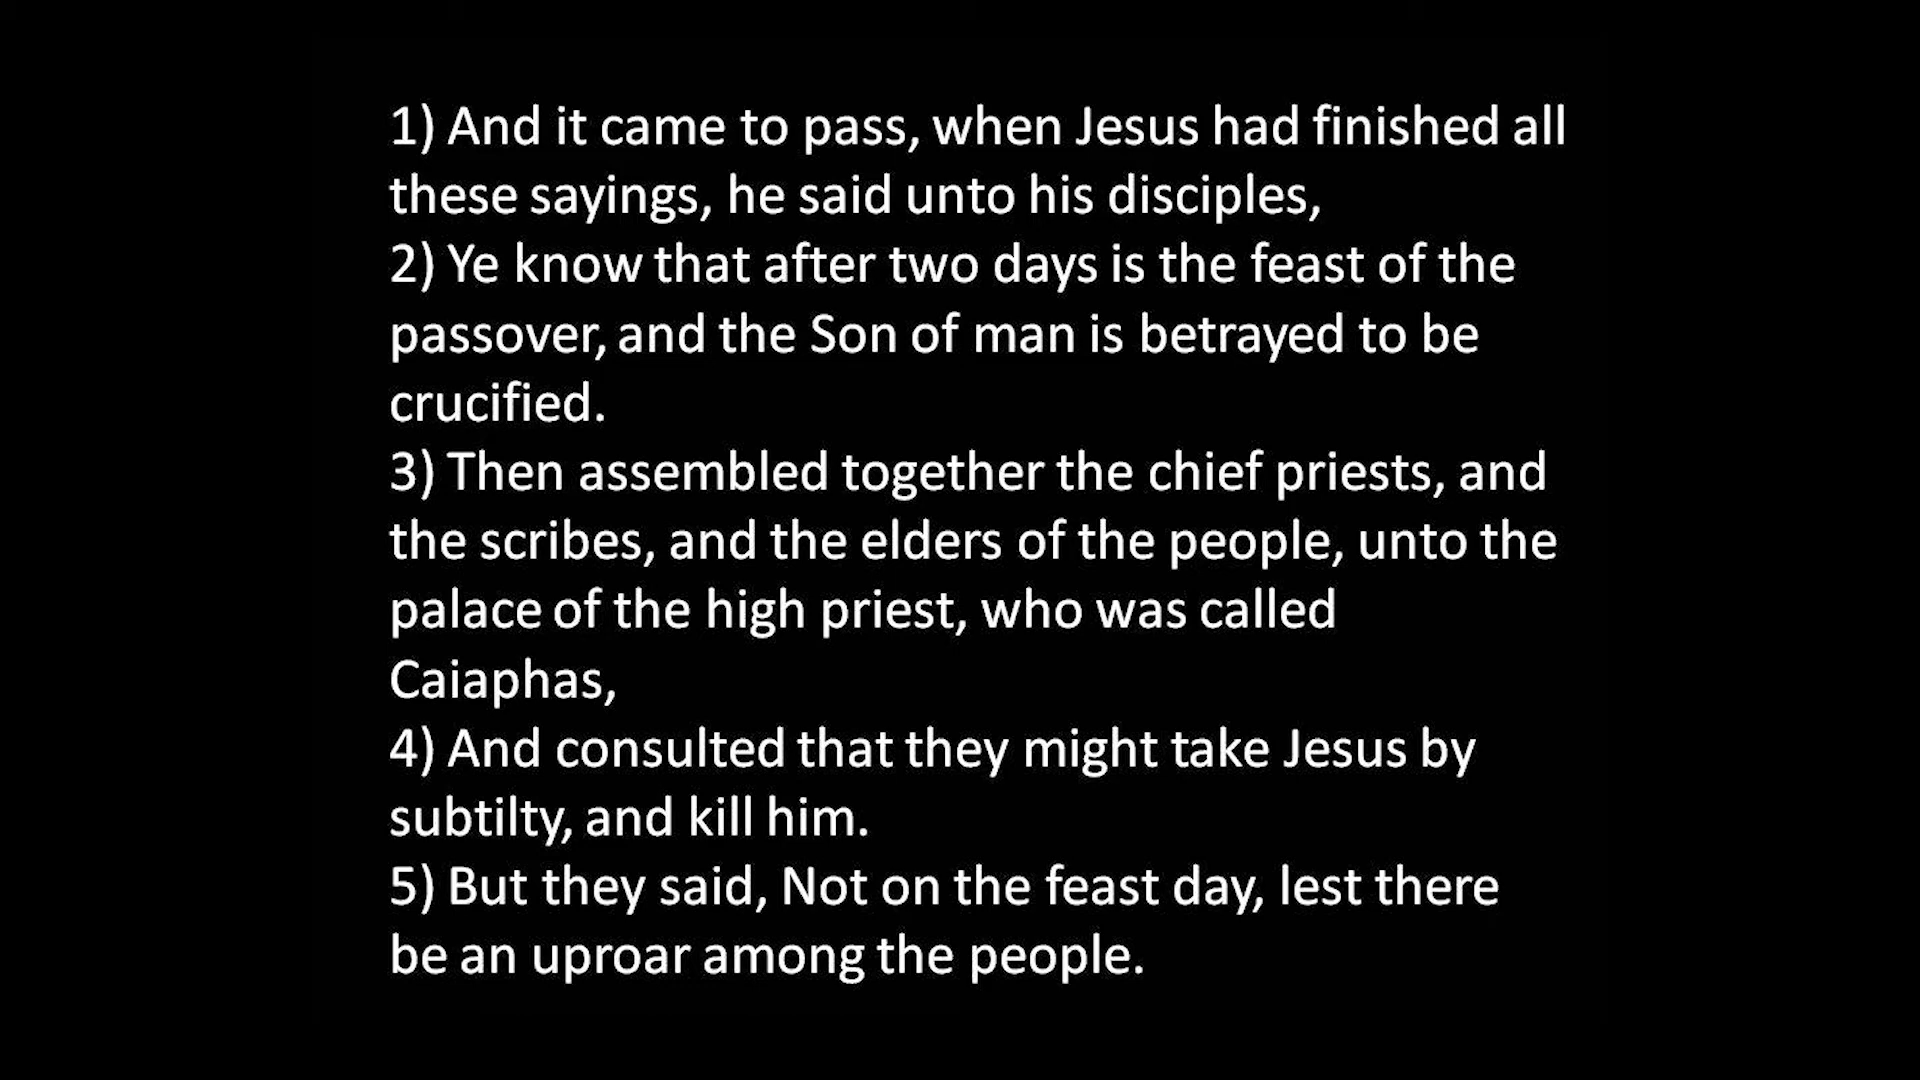 1) And it came to pass, when Jesus had finished all
these sayings, he said unto his disciples,
2) Ye know that after two days is the feast of the
passover, and the Son of man is betrayed to be
crucified.
3) Then assembled together the chief priests, and
the scribes, and the elders of the people, unto the
palace of the high priest, who was called
Caiaphas,
4) And consulted that they might take Jesus by
subtilty, and kill him.
5) But they said, Not on the feast day, lest there
be an uproar among the people.